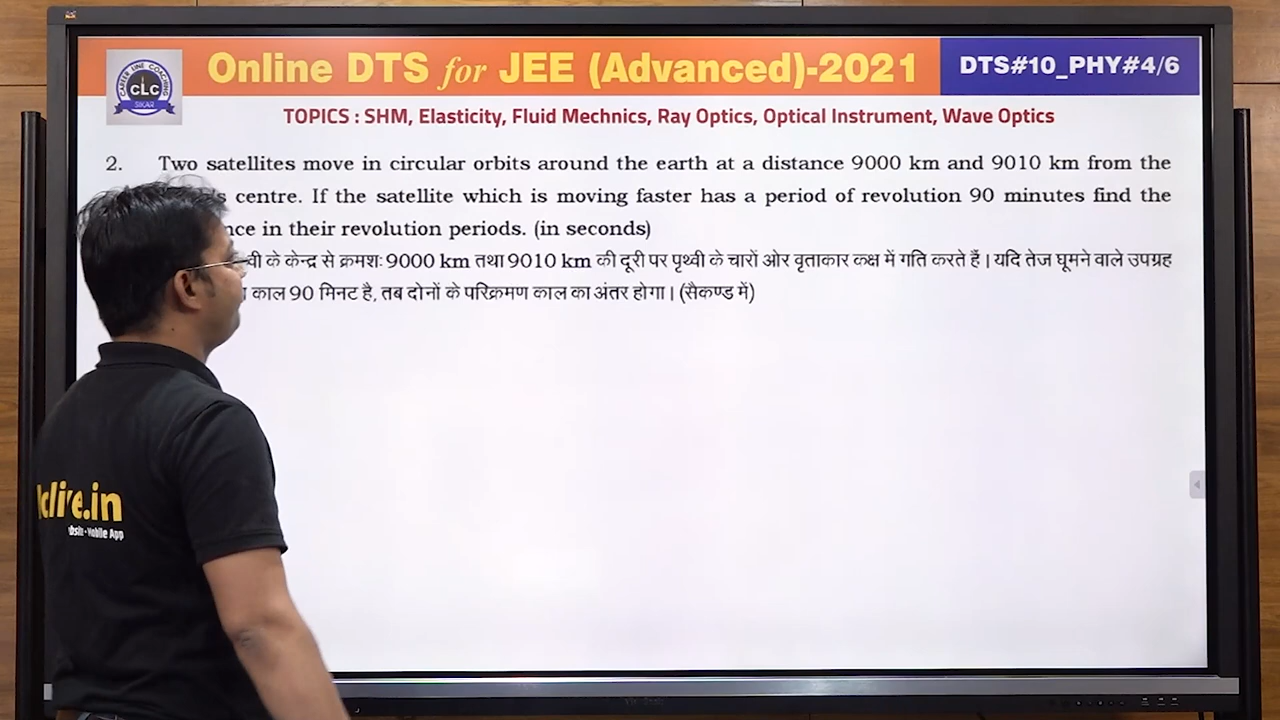 Online DTS for JEE (Advanced)-2021
DTS#10_PHY#4/6
CAREER LINE COACHING
CLC
SIKAR
TOPICS : SHM, Elasticity, Fluid Mechnics, Ray Optics, Optical Instrument, Wave Optics
2. Two satellites move in circular orbits around the earth at a distance 9000 km and 9010 km from the
centre. If the satellite which is moving faster has a period of revolution 90 minutes find the
in their revolution periods. (in seconds)
के केन्द्र से क्रमशः 9000 km तथा 9010 km की दूरी पर पृथ्वी के चारों ओर वृताकार कक्ष में गति करते हैं। यदि तेज घूमने वाले उपग्रह
काल 90 मिनट है, तब दोनों के परिक्रमण काल का अंतर होगा। (सैकण्ड में)